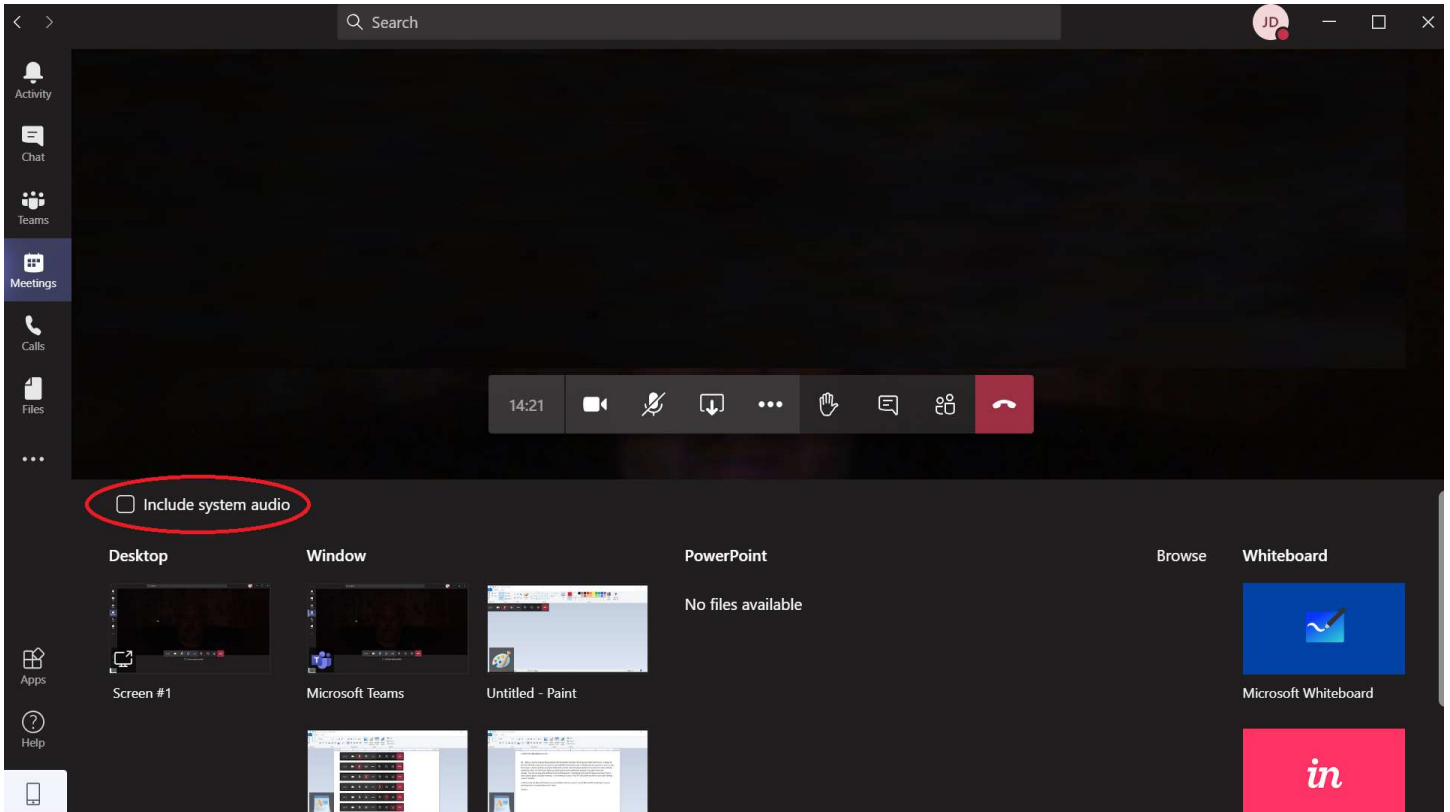 Search
JD
Activity
Chat
Teams
Meetings
Calls
Files
Apps
Help
14:21
Include system audio
Desktop
Window
PowerPoint
Browse
Whiteboard
No files available
Screen #1
Microsoft Teams
Untitled - Paint
Microsoft Whiteboard
in